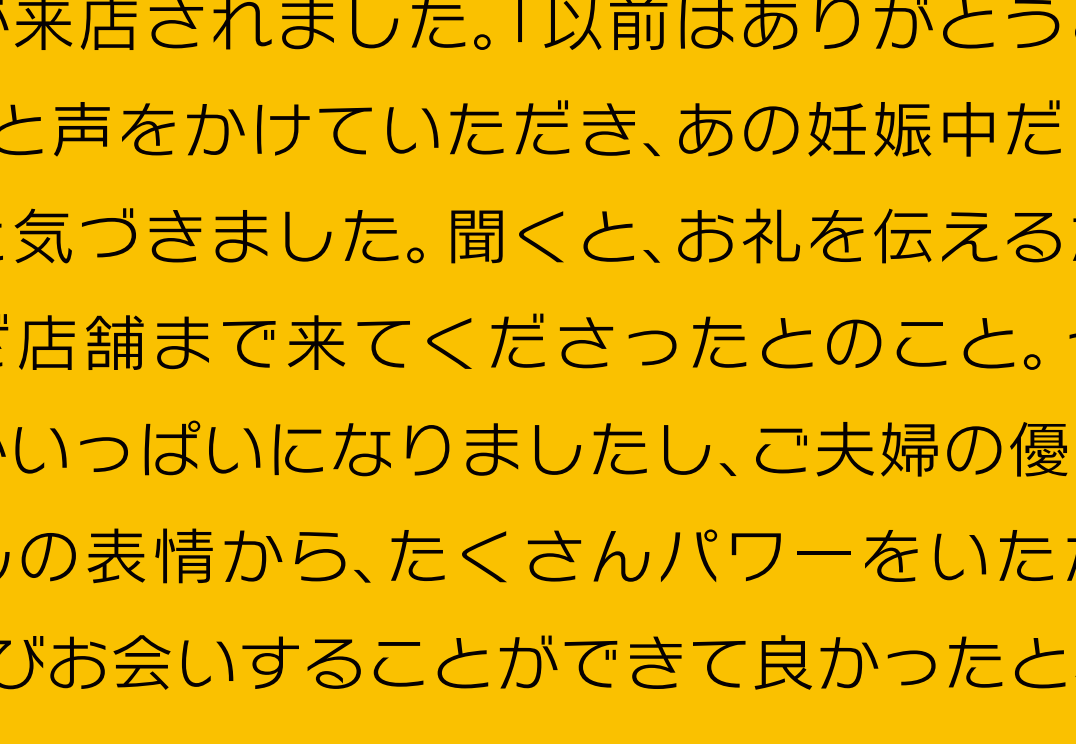 来店されました。「以前はありがとう
と声をかけていただき、あの妊娠中だ
気づきました。聞くと、お礼を伝える
店舗まで来てくださったとのこと。
いっぱいになりましたし、ご夫婦の優
の表情から、たくさんパワーをいた
びお会いすることができて良かったと